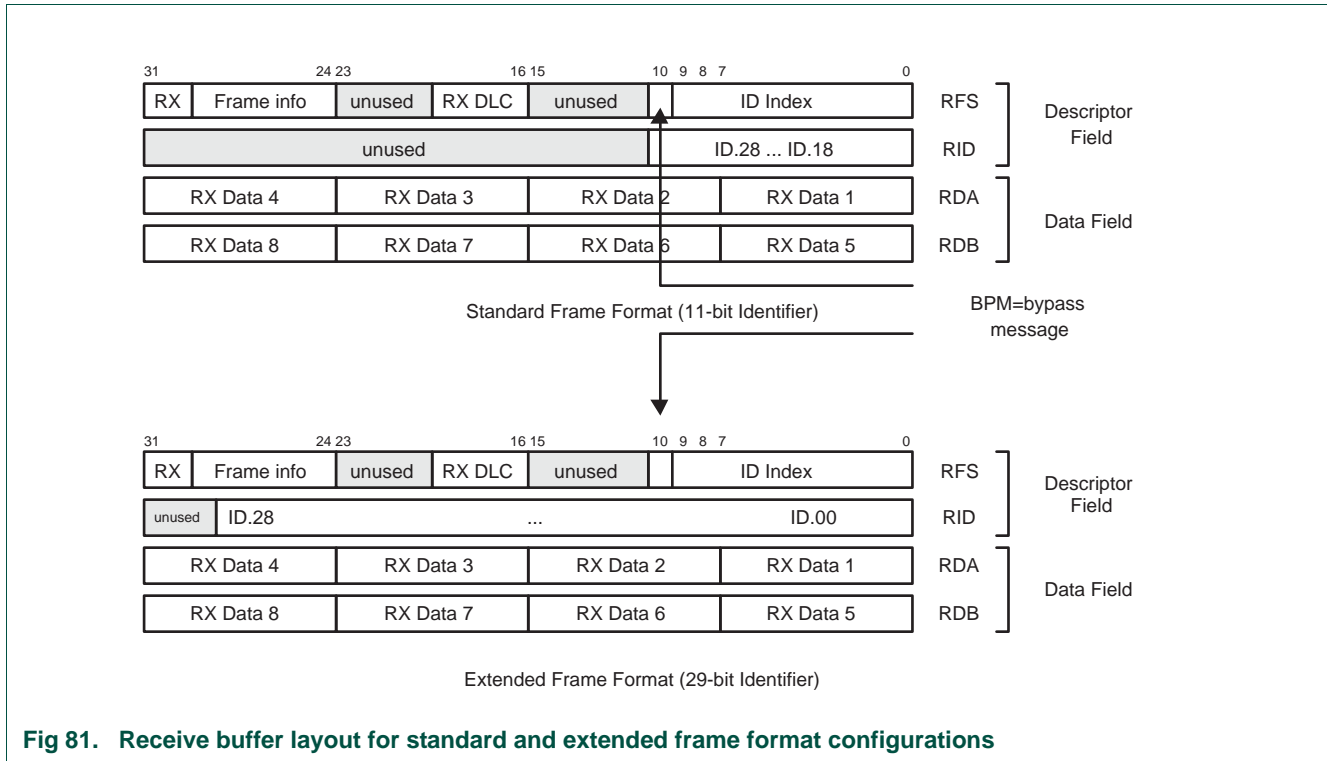 31 24 23 16 15 10 9 8 7 0
RX Frame info unused RX DLC unused ID Index RFS
Descriptor
Field
unused ID.28 ... ID.18 RID
RX Data 4 RX Data 3 RX Data 2 RX Data 1 RDA
Data Field
RX Data 8 RX Data 7 RX Data 6 RX Data 5 RDB
Standard Frame Format (11-bit Identifier)
BPM=bypass
message
31 24 23 16 15 10 9 8 7 0
RX Frame info unused RX DLC unused ID Index RFS
Descriptor
Field
unused ID.28 ... ID.00 RID
RX Data 4 RX Data 3 RX Data 2 RX Data 1 RDA
Data Field
RX Data 8 RX Data 7 RX Data 6 RX Data 5 RDB
Extended Frame Format (29-bit Identifier)
Fig 81. Receive buffer layout for standard and extended frame format configurations